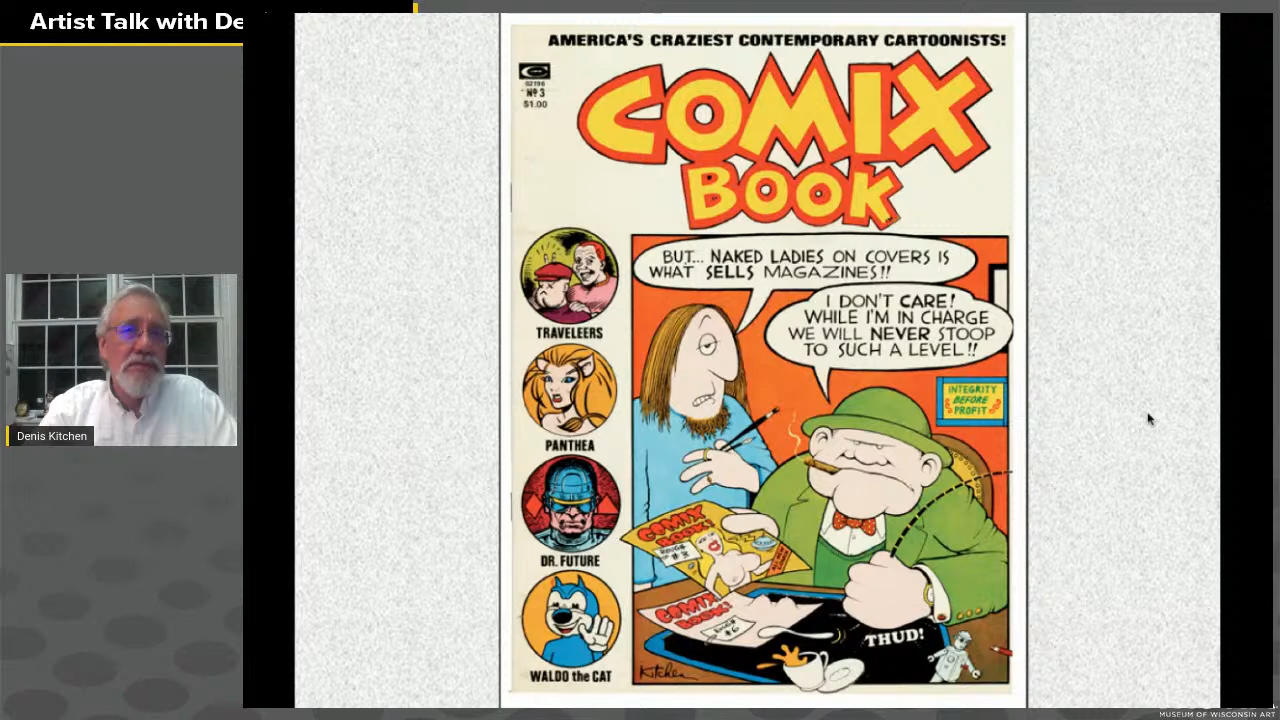 Artist Talk with De
AMERICA'S CRAZIEST CONTEMPORARY CARTOONISTS!
02196
Nº 3
$1.00
COMIX
BOOK
TRAVELEERS
PANTHEA
DR. FUTURE
WALDO the CAT
BUT... NAKED LADIES ON COVERS IS
WHAT SELLS MAGAZINES!!
I DON'T CARE!
WHILE I'M IN CHARGE
WE WILL NEVER STOOP
TO SUCH A LEVEL!!
INTEGRITY
BEFORE
PROFIT
COMIX
BOOK!
ROUGH
COMIX
BOOK!
THUD!
Kitchen
Denis Kitchen
MUSEUM OF WISCONSIN ART